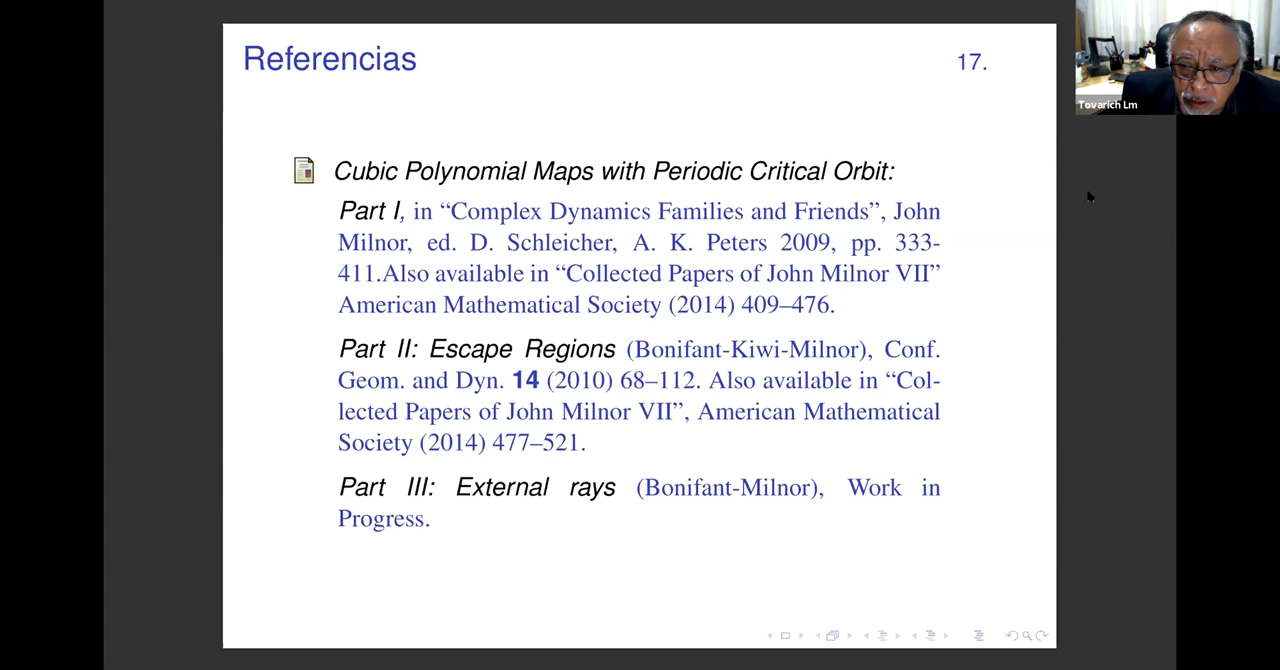 Referencias
17.
Cubic Polynomial Maps with Periodic Critical Orbit:
Part I, in “Complex Dynamics Families and Friends”, John
Milnor, ed. D. Schleicher, A. K. Peters 2009, pp. 333-
411.Also available in “Collected Papers of John Milnor VII”
American Mathematical Society (2014) 409–476.
Part II: Escape Regions (Bonifant-Kiwi-Milnor), Conf.
Geom. and Dyn. 14 (2010) 68–112. Also available in “Col-
lected Papers of John Milnor VII”, American Mathematical
Society (2014) 477–521.
Part III: External rays (Bonifant-Milnor), Work in
Progress.
Tovarich Lm